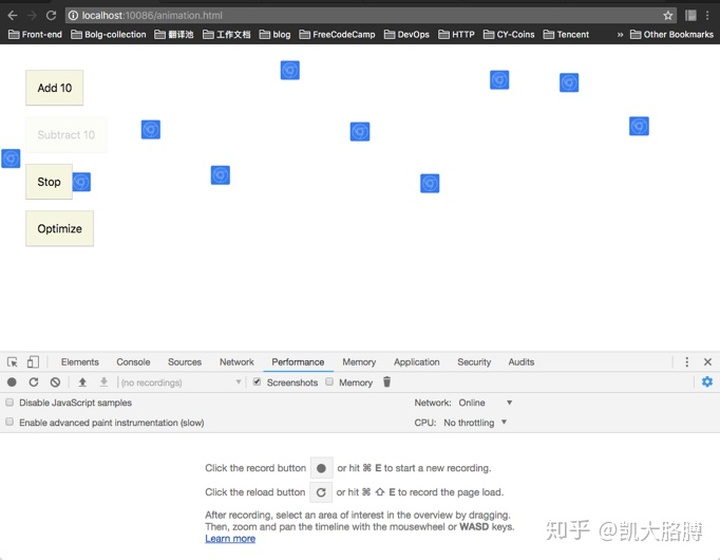 localhost:10086/animation.html
Front-end Bolg-collection 翻译池 工作文档 blog FreeCodeCamp DevOps HTTP CY-Coins Tencent » Other Bookmarks
Add 10
Subtract 10
Stop
Optimize
Elements Console Sources Network Performance Memory Application Security Audits
(no recordings) Screenshots Memory
Disable JavaScript samples Network: Online
Enable advanced paint instrumentation (slow) CPU: No throttling
Click the record button or hit ⌘ E to start a new recording.
Click the reload button or hit ⌘ ⇧ E to record the page load.
After recording, select an area of interest in the overview by dragging.
Then, zoom and pan the timeline with the mousewheel or WASD keys.
Learn more
知乎 @凯大胳膊